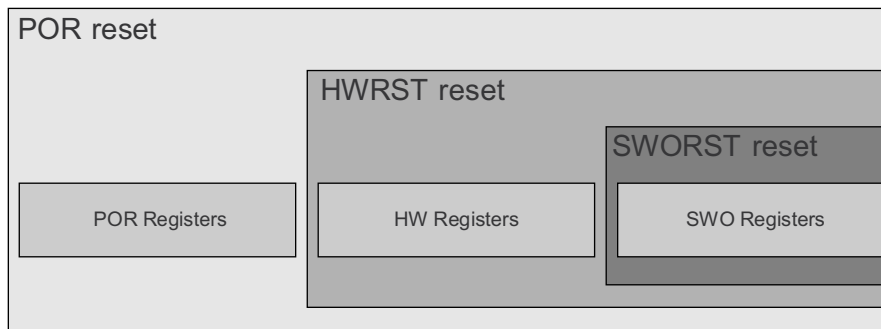 POR reset
HWRST reset
SWORST reset
POR Registers
HW Registers
SWO Registers